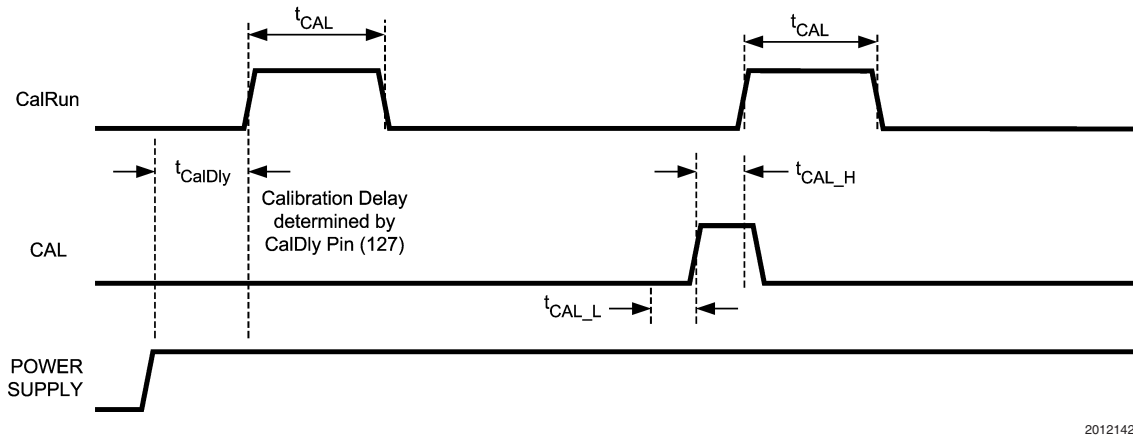 tCAL
tCAL
CalRun
tCalDly
tCAL_H
Calibration Delay
determined by
CalDly Pin (127)
CAL
tCAL_L
POWER
SUPPLY
2012142